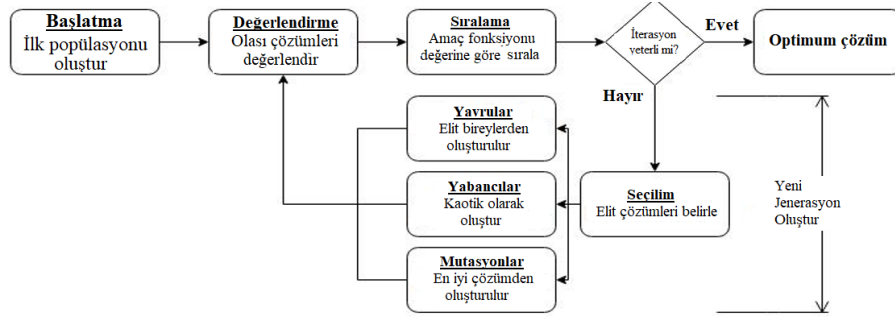 Başlatma
İlk popülasyonu
oluştur
Değerlendirme
Olası çözümleri
değerlendir
Sıralama
Amaç fonksiyonu
değerine göre sırala
İterasyon
yeterli mi?
Evet
Optimum çözüm
Hayır
Yavrular
Elit bireylerden
oluşturulur
Yabancılar
Kaotik olarak
oluştur
Mutasyonlar
En iyi çözümden
oluşturulur
Seçilim
Elit çözümleri belirle
Yeni
Jenerasyon
Oluştur